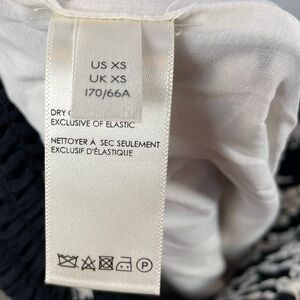 US XS
UK XS
170/66A
DRY
EXCLUSIVE OF ELASTIC
NETTOYER À SEC SEULEMENT
EXCLUSIF D'ÉLASTIQUE
P